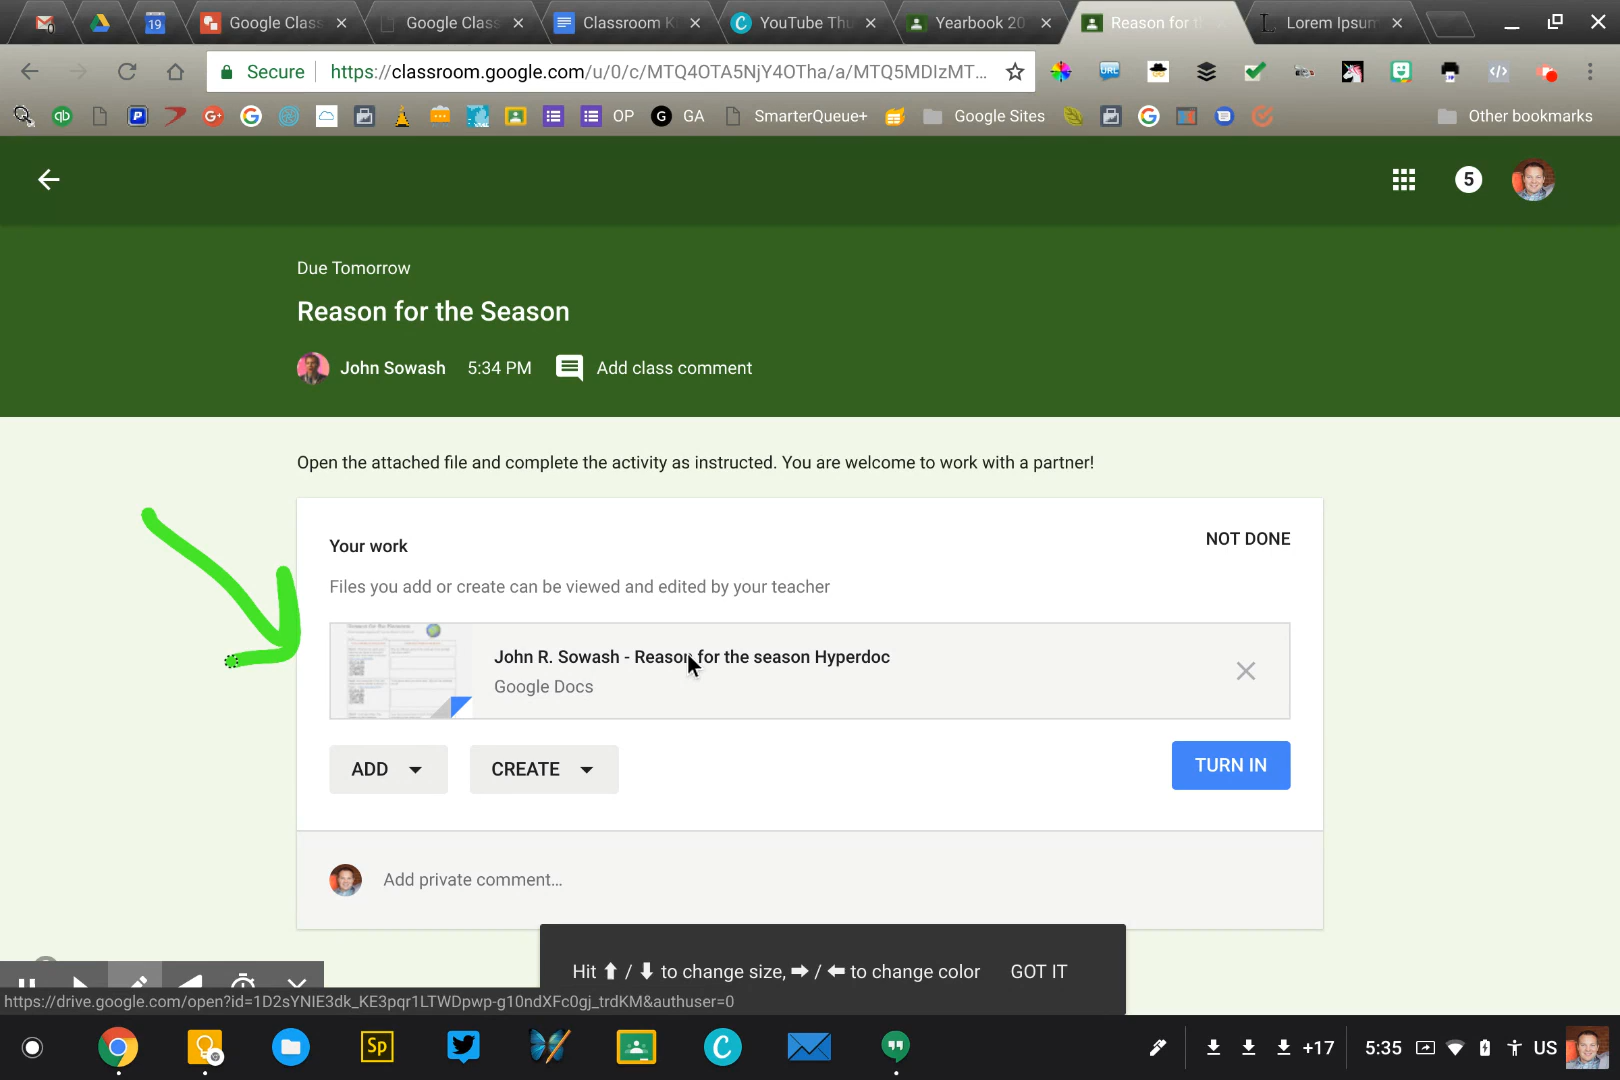 Google Class
Google Class
Classroom K
YouTube Thu
Yearbook 20
Reason for t
Lorem Ipsum
Secure
https://classroom.google.com/u/0/c/MTQ4OTA5NjY4OTha/a/MTQ5MDIzMT...
URL
OP
GA
SmarterQueue+
Google Sites
Other bookmarks
5
Due Tomorrow
Reason for the Season
John Sowash 5:34 PM Add class comment
Open the attached file and complete the activity as instructed. You are welcome to work with a partner!
Your work
NOT DONE
Files you add or create can be viewed and edited by your teacher
John R. Sowash - Reason for the season Hyperdoc
Google Docs
ADD
CREATE
TURN IN
Add private comment...
Hit ⬆ / ⬇ to change size, ➡ / ⬅ to change color GOT IT
https://drive.google.com/open?id=1D2sYNIE3dk_KE3pqr1LTWDpwp-g10ndXFc0gj_trdKM&authuser=0
Sp
+17
5:35
US